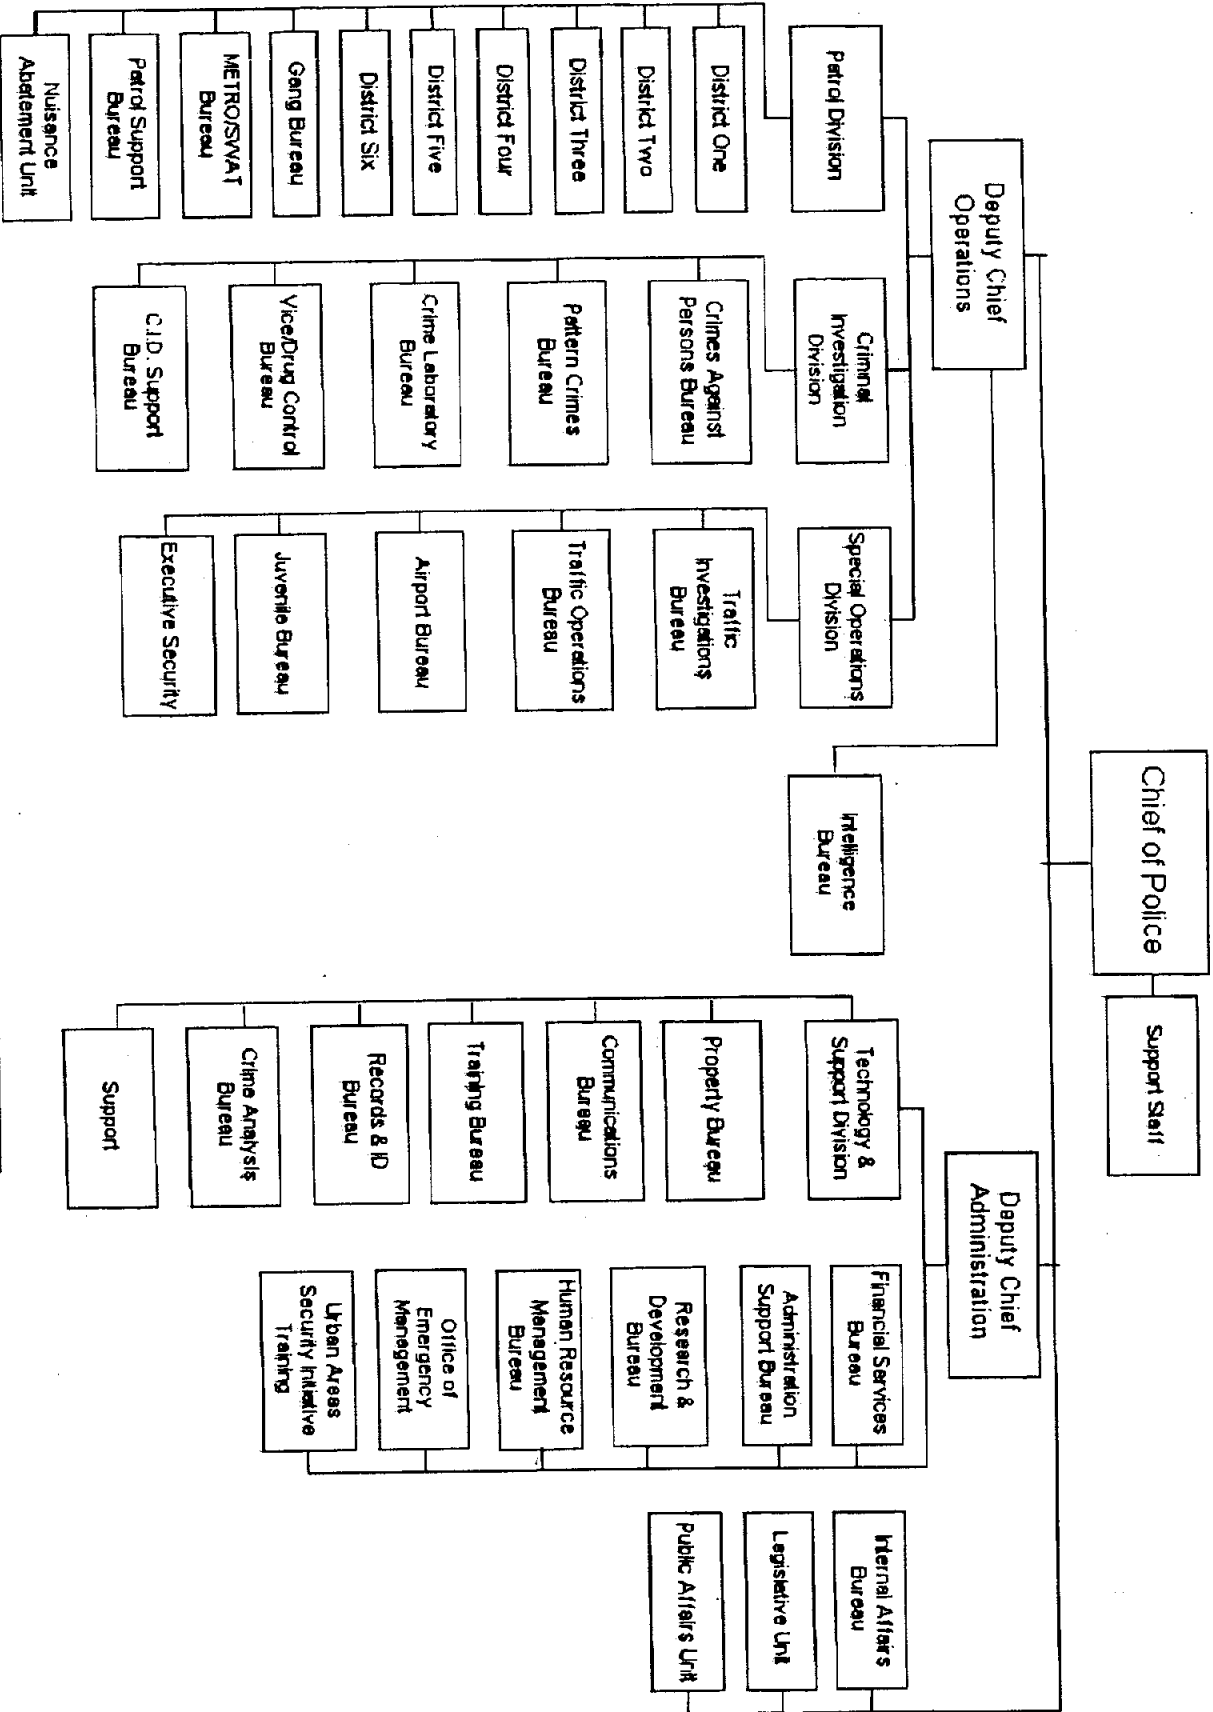 Chief of Police
Support Staff
Deputy Chief
Operations
Deputy Chief
Administration
Patrol Division
District One
District Two
District Three
District Four
District Five
District Six
Gang Bureau
METRO/SWAT
Bureau
Patrol Support
Bureau
Nuisance
Abatement Unit
Criminal
Investigation
Division
Crimes Against
Persons Bureau
Pattern Crimes
Bureau
Crime Laboratory
Bureau
Vice/Drug Control
Bureau
C.I.D. Support
Bureau
Special Operations
Division
Traffic
Investigations
Bureau
Traffic Operations
Bureau
Airport Bureau
Juvenile Bureau
Executive Security
Intelligence
Bureau
Technology &
Support Division
Property Bureau
Communications
Bureau
Training Bureau
Records & ID
Bureau
Crime Analysis
Bureau
Support
Financial Services
Bureau
Administration
Support Bureau
Research &
Development
Bureau
Human Resource
Management
Bureau
Office of
Emergency
Management
Urban Areas
Security Initiative
Training
Internal Affairs
Bureau
Legislative Unit
Public Affairs Unit